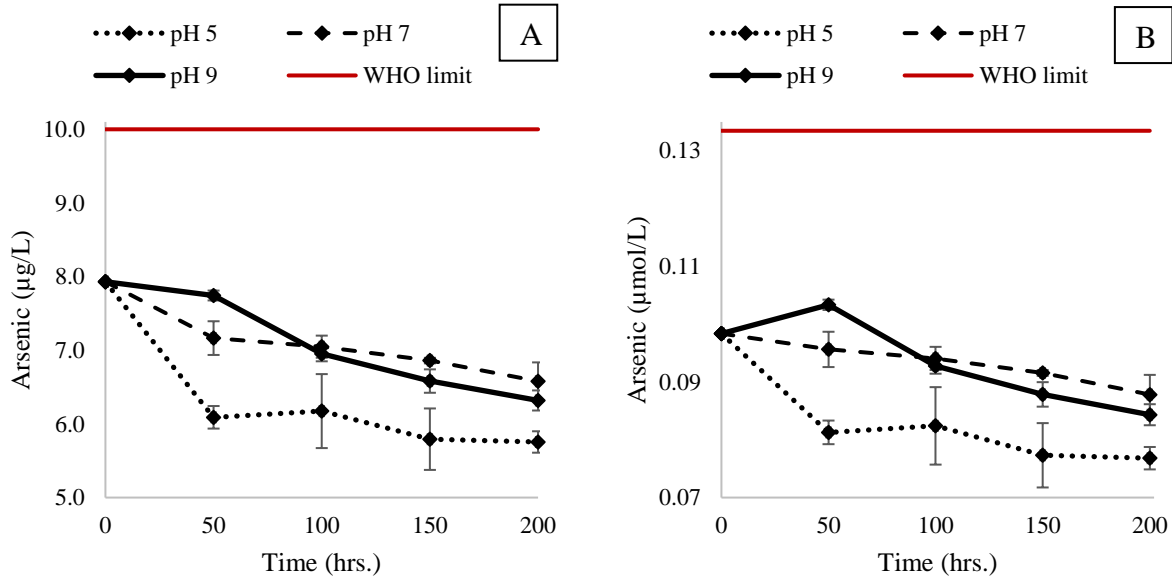 pH 5
pH 7
A
pH 9
WHO limit
10.0
9.0
8.0
7.0
6.0
5.0
Arsenic (µg/L)
0
50
100
150
200
Time (hrs.)
pH 5
pH 7
B
pH 9
WHO limit
0.13
0.11
0.09
0.07
Arsenic (µmol/L)
0
50
100
150
200
Time (hrs.)